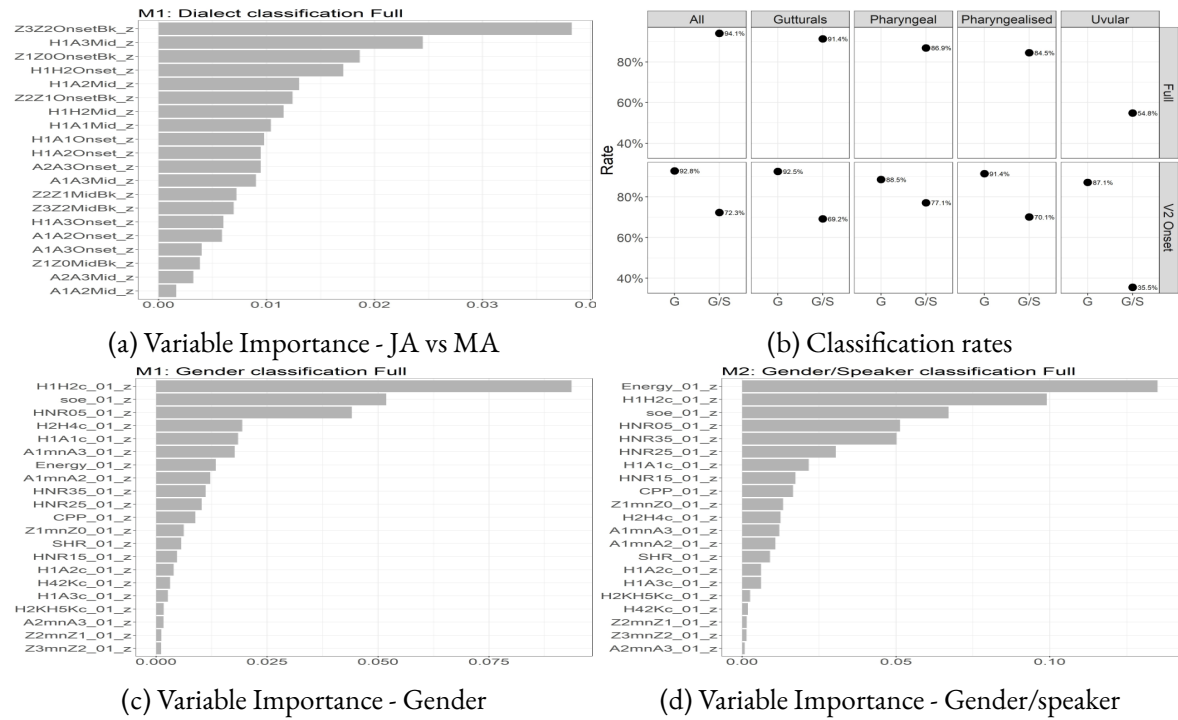 M1: Dialect classification Full
Z3Z2OnsetBk_z
H1A3Mid_z
Z1Z0OnsetBk_z
H1H2Onset_z
H1A2Mid_z
Z2Z1OnsetBk_z
H1H2Mid_z
H1A1Mid_z
H1A1Onset_z
H1A2Onset_z
A2A3Onset_z
A1A3Mid_z
Z2Z1MidBk_z
Z3Z2MidBk_z
H1A3Onset_z
A1A2Onset_z
A1A3Onset_z
Z1Z0MidBk_z
A2A3Mid_z
A1A2Mid_z
0.00 0.01 0.02 0.03 0.0
(a) Variable Importance - JA vs MA
All Gutturals Pharyngeal Pharyngealised Uvular
Rate
80%
60%
40%
94.1% 91.4% 86.9% 84.5% 54.8%
Full
80%
60%
40%
92.8% 72.3% 92.5% 69.2% 88.5% 77.1% 91.4% 70.1% 87.1% 35.5%
V2 Onset
G G/S G G/S G G/S G G/S G G/S
(b) Classification rates
M1: Gender classification Full
H1H2c_01_z
soe_01_z
HNR05_01_z
H2H4c_01_z
H1A1c_01_z
A1mnA3_01_z
Energy_01_z
A1mnA2_01_z
HNR35_01_z
HNR25_01_z
CPP_01_z
Z1mnZ0_01_z
SHR_01_z
HNR15_01_z
H1A2c_01_z
H42Kc_01_z
H1A3c_01_z
H2KH5Kc_01_z
A2mnA3_01_z
Z2mnZ1_01_z
Z3mnZ2_01_z
0.000 0.025 0.050 0.075
(c) Variable Importance - Gender
M2: Gender/Speaker classification Full
Energy_01_z
H1H2c_01_z
soe_01_z
HNR05_01_z
HNR35_01_z
HNR25_01_z
H1A1c_01_z
HNR15_01_z
CPP_01_z
Z1mnZ0_01_z
H2H4c_01_z
A1mnA3_01_z
A1mnA2_01_z
SHR_01_z
H1A2c_01_z
H1A3c_01_z
H2KH5Kc_01_z
H42Kc_01_z
Z2mnZ1_01_z
Z3mnZ2_01_z
A2mnA3_01_z
0.00 0.05 0.10
(d) Variable Importance - Gender/speaker